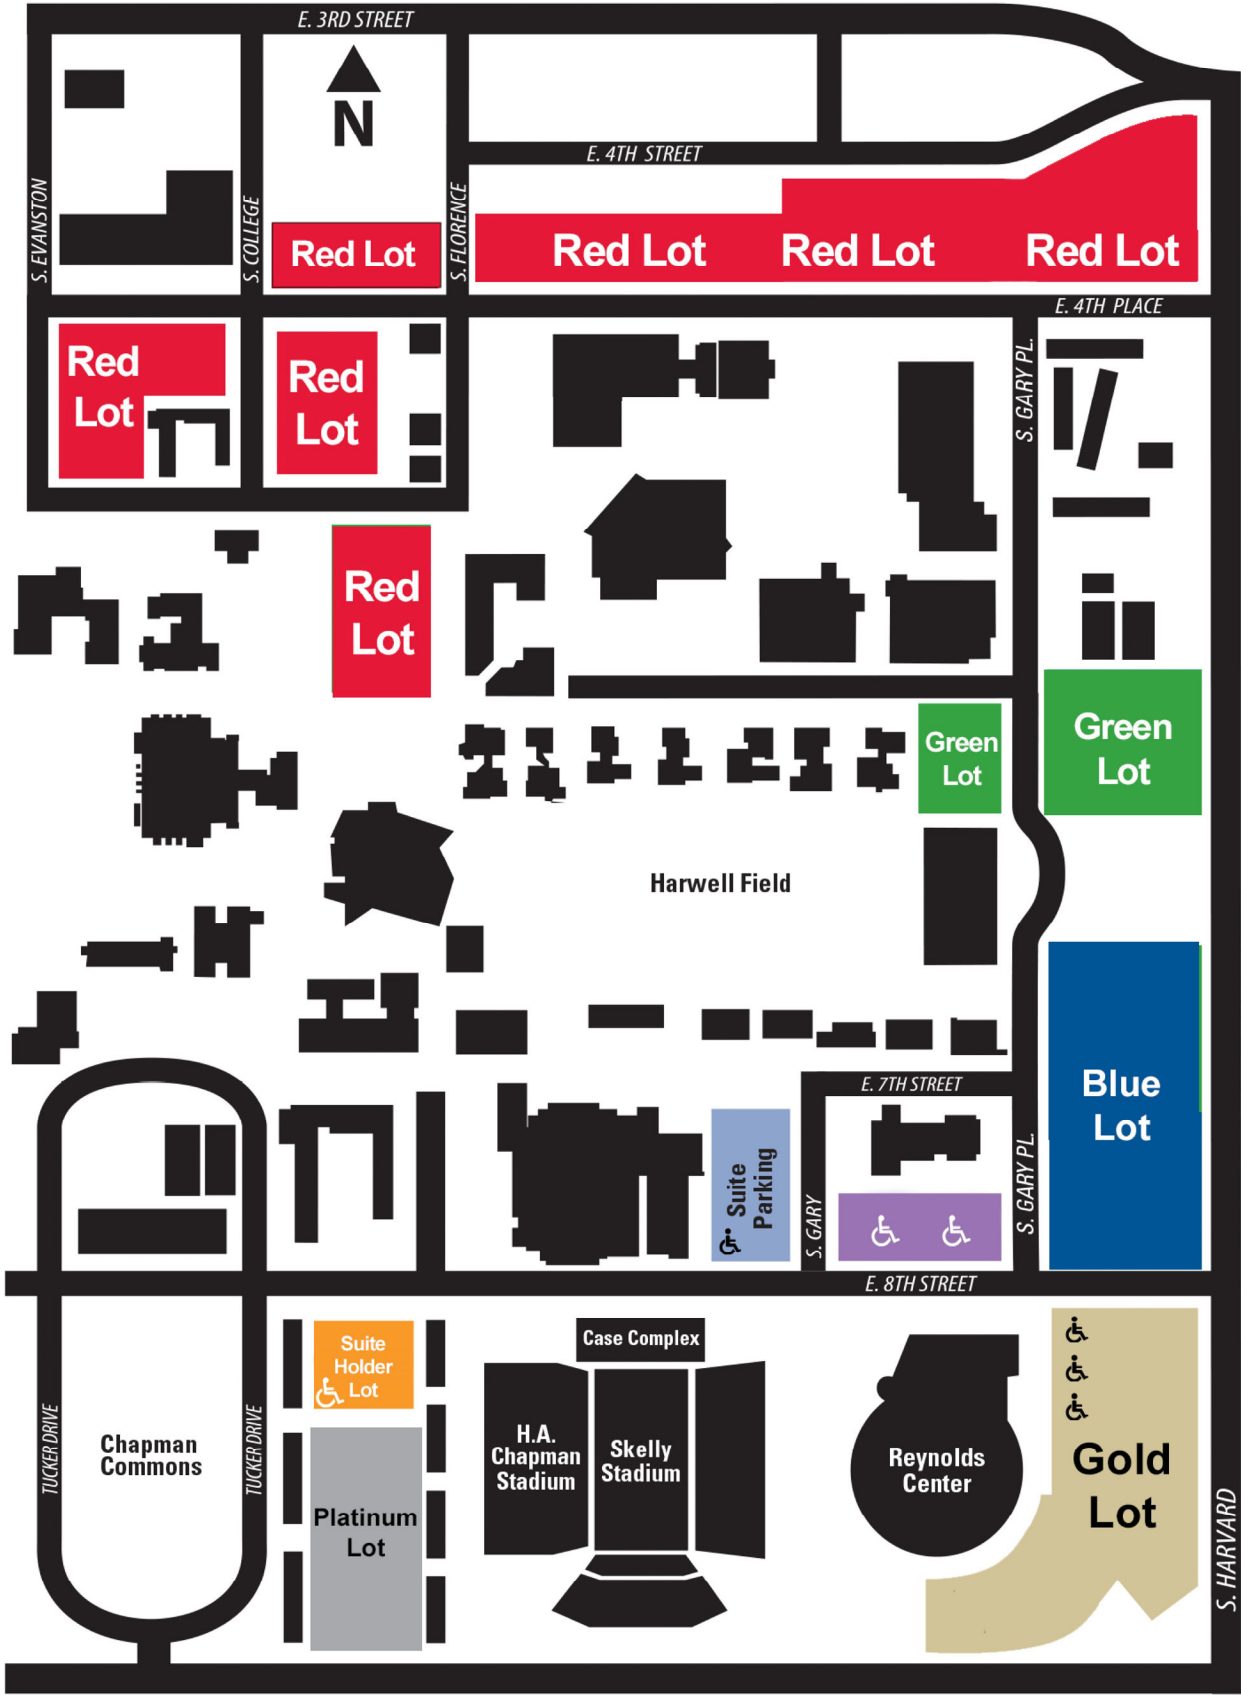 E. 3RD STREET
N
E. 4TH STREET
S. EVANSTON
S. COLLEGE
S. FLORENCE
Red Lot
Red Lot
Red Lot
Red Lot
E. 4TH PLACE
Red
Lot
Red
Lot
S. GARY PL.
Red
Lot
Green
Lot
Green
Lot
Harwell Field
Blue
Lot
E. 7TH STREET
Suite
Parking
S. GARY
S. GARY PL.
E. 8TH STREET
Suite
Holder
Lot
Case Complex
TUCKER DRIVE
Chapman
Commons
TUCKER DRIVE
Platinum
Lot
H.A.
Chapman
Stadium
Skelly
Stadium
Reynolds
Center
Gold
Lot
S. HARVARD